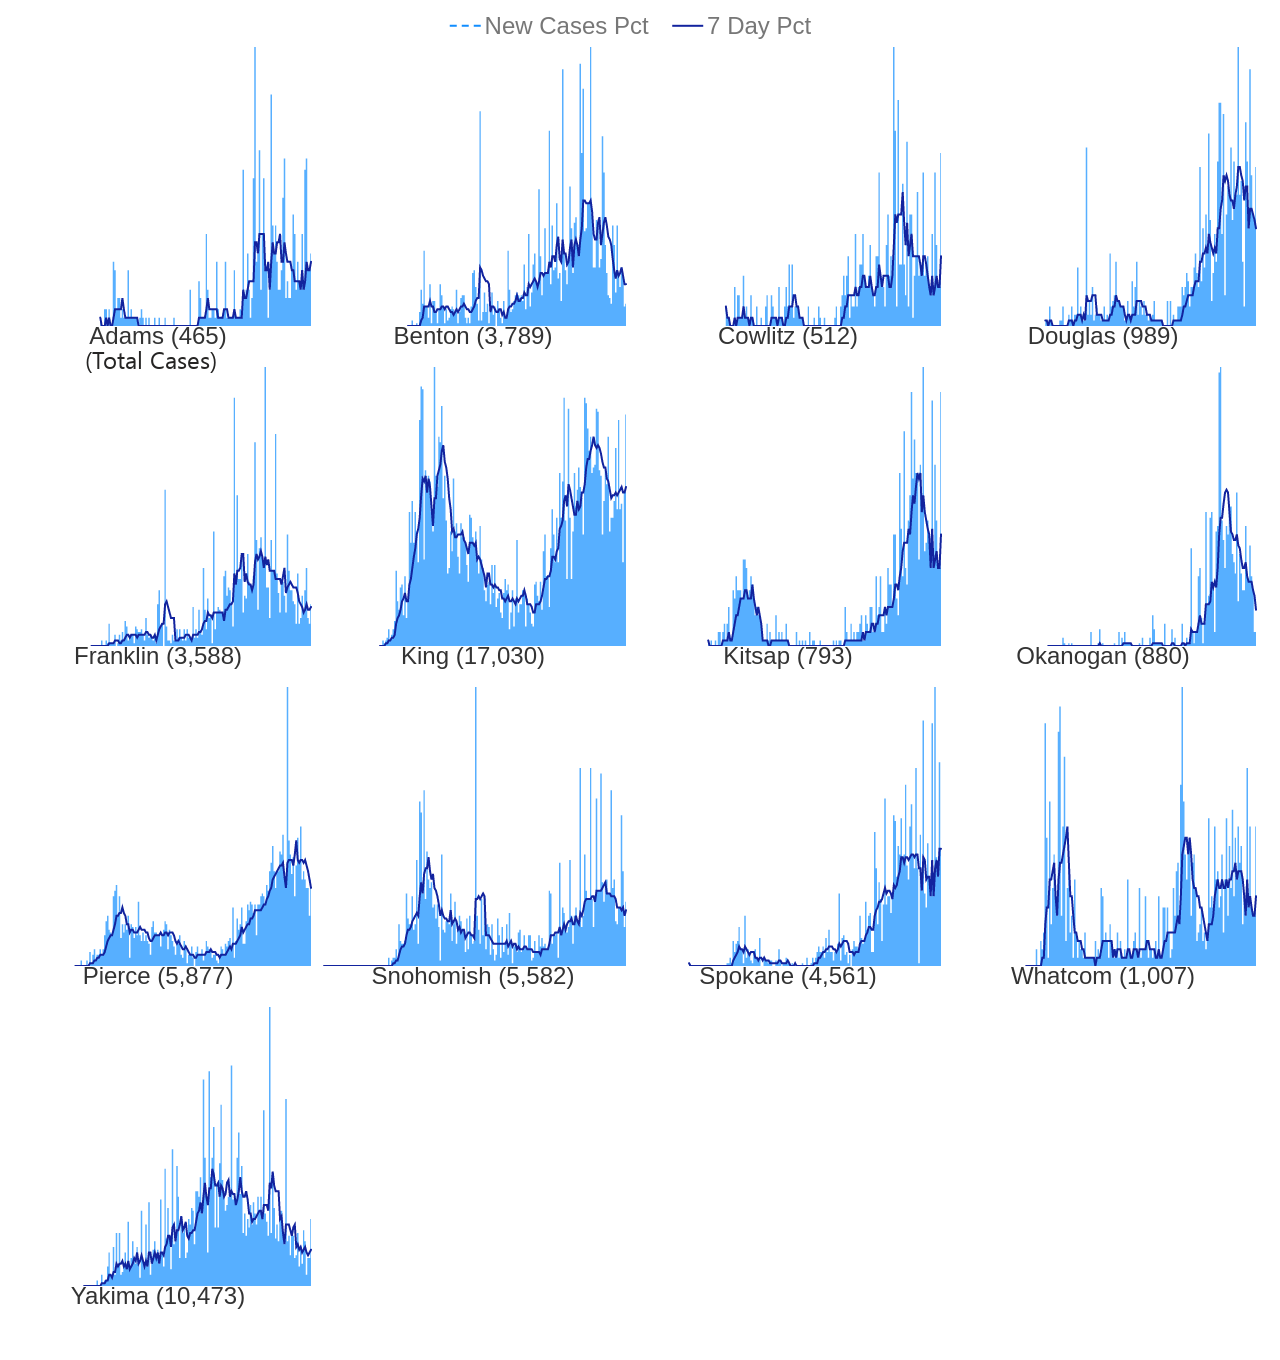 New Cases Pct 7 Day Pct
Adams (465) Benton (3,789) Cowlitz (512) Douglas (989)
(Total Cases)
Franklin (3,588) King (17,030) Kitsap (793) Okanogan (880)
Pierce (5,877) Snohomish (5,582) Spokane (4,561) Whatcom (1,007)
Yakima (10,473)